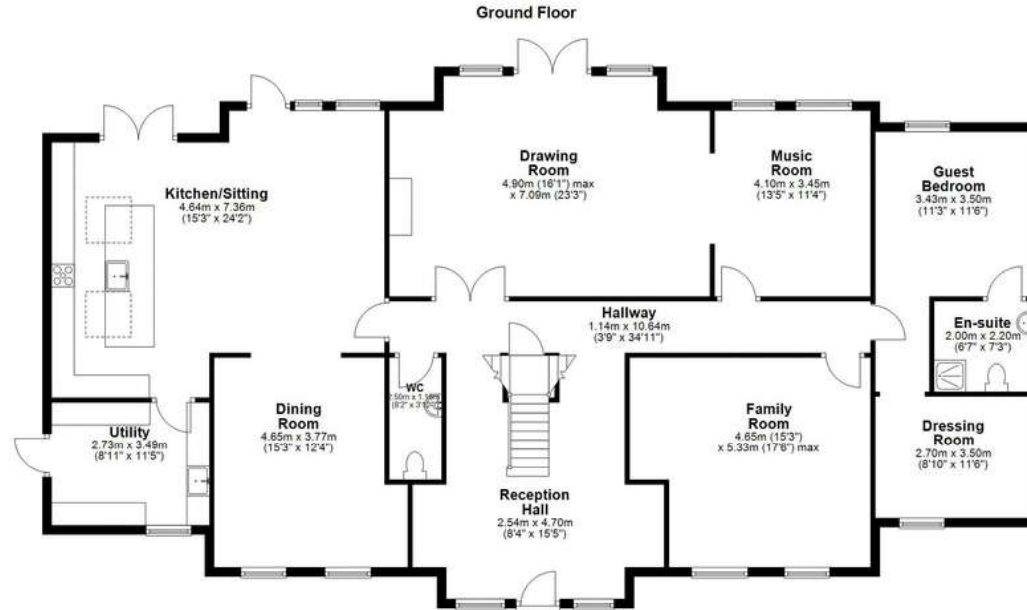 Ground Floor
Kitchen/Sitting
4.64m x 7.36m
(15'3" x 24'2")
Drawing
Room
4.90m (16'1") max
x 7.09m (23'3")
Music
Room
4.10m x 3.45m
(13'5" x 11'4")
Guest
Bedroom
3.43m x 3.50m
(11'3" x 11'6")
Hallway
1.14m x 10.64m
(3'9" x 34'11")
En-suite
2.00m x 2.20m
(6'7" x 7'3")
WC
Utility
2.73m x 3.49m
(8'11" x 11'5")
Dining
Room
4.65m x 3.77m
(15'3" x 12'4")
Family
Room
4.65m (15'3")
x 5.33m (17'6") max
Dressing
Room
2.70m x 3.50m
(8'10" x 11'6")
Reception
Hall
2.54m x 4.70m
(8'4" x 15'5")